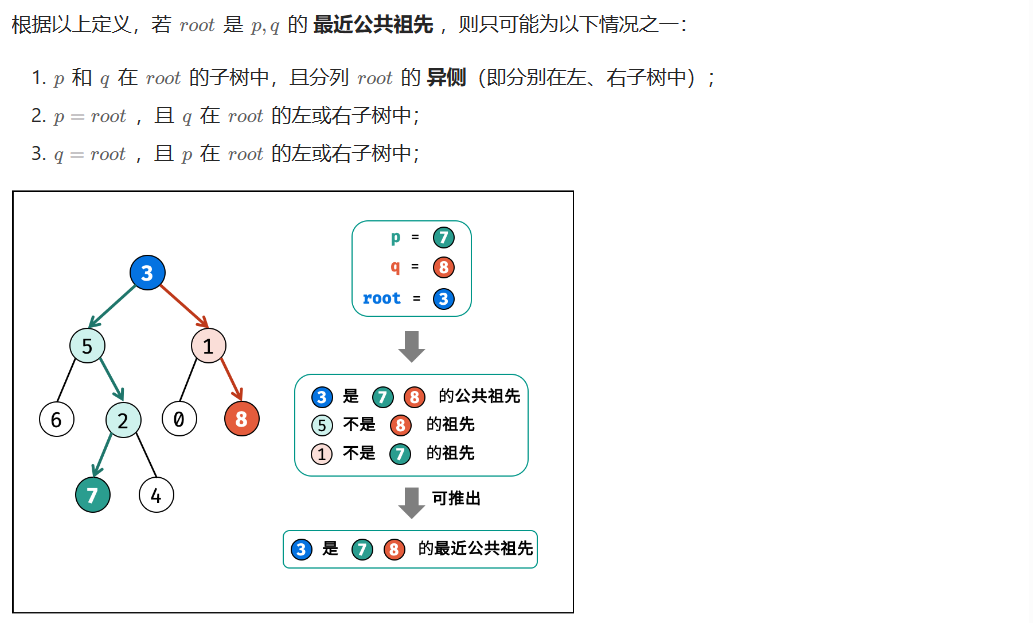 根据以上定义，若 root 是 p, q 的 最近公共祖先 ，则只可能为以下情况之一：
1. p 和 q 在 root 的子树中，且分列 root 的 异侧（即分别在左、右子树中）；
2. p = root ，且 q 在 root 的左或右子树中；
3. q = root ，且 p 在 root 的左或右子树中；
p = 7
q = 8
root = 3
3
5 1
6 2 0 8
7 4
3 是 7 8 的公共祖先
5 不是 8 的祖先
1 不是 7 的祖先
可推出
3 是 7 8 的最近公共祖先